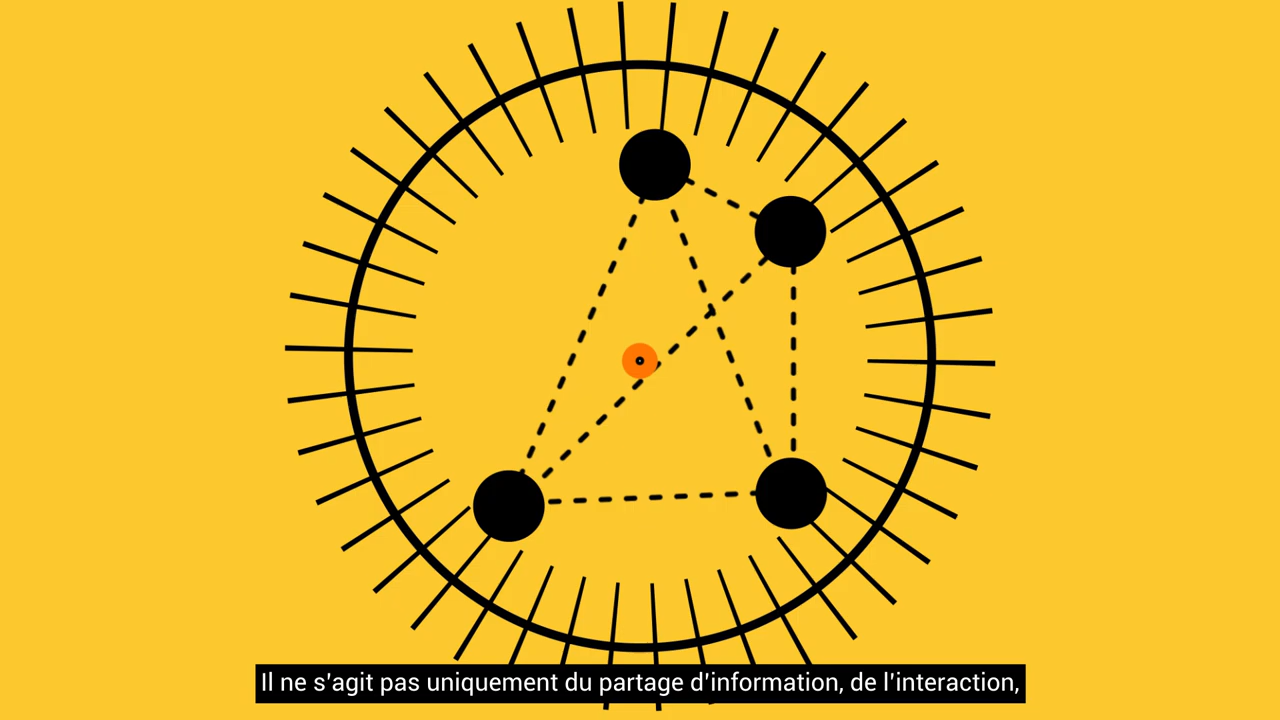 Il ne s'agit pas uniquement du partage d'information, de l'interaction,